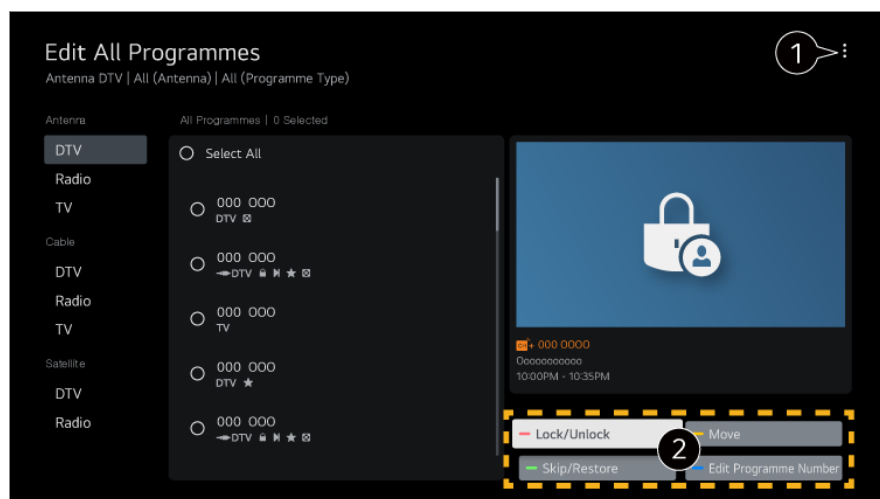 Edit All Programmes
Antenna DTV | All (Antenna) | All (Programme Type)
1
Antenna
DTV
Radio
TV
Cable
DTV
Radio
TV
Satellite
DTV
Radio
All Programmes | 0 Selected
Select All
000 000
DTV
000 000
DTV
000 000
TV
000 000
DTV
000 000
DTV
+ 000 0000
Ooooooooooo
10:00PM - 10:35PM
Lock/Unlock
Move
2
Skip/Restore
Edit Programme Number